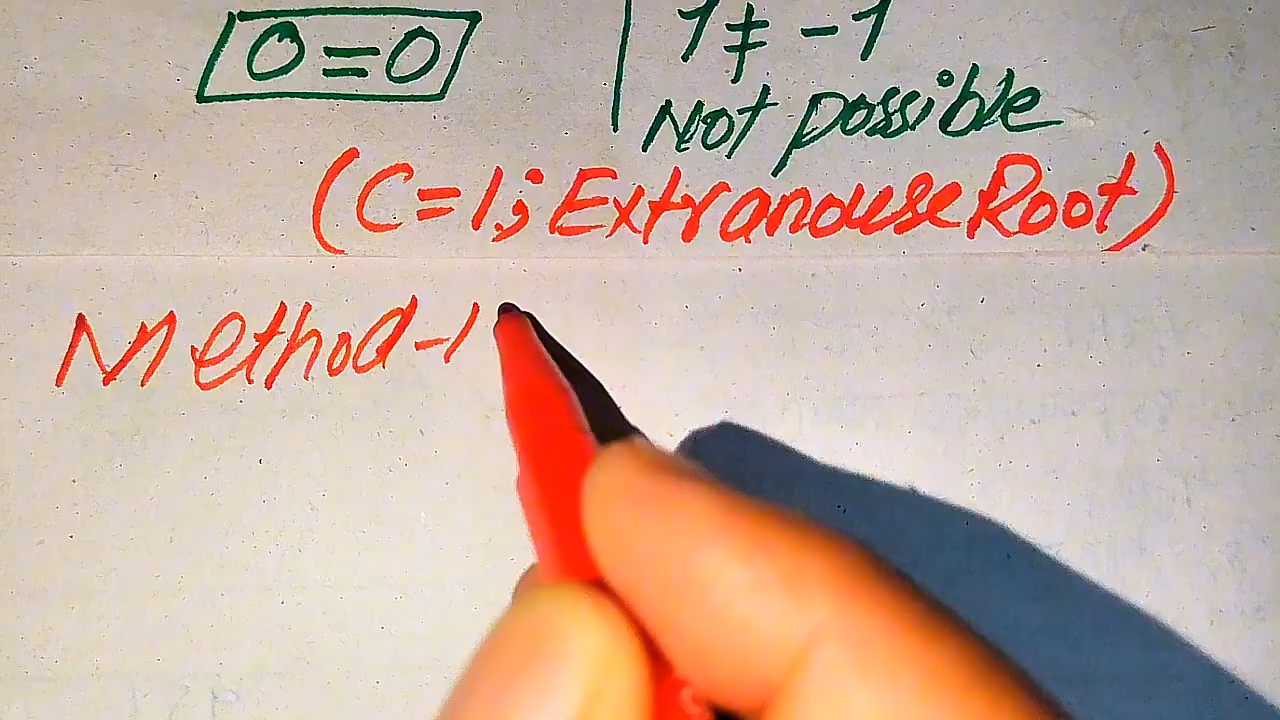 0=0
1≠-1
Not possible
(C=1; Extranouse Root)
Method-1